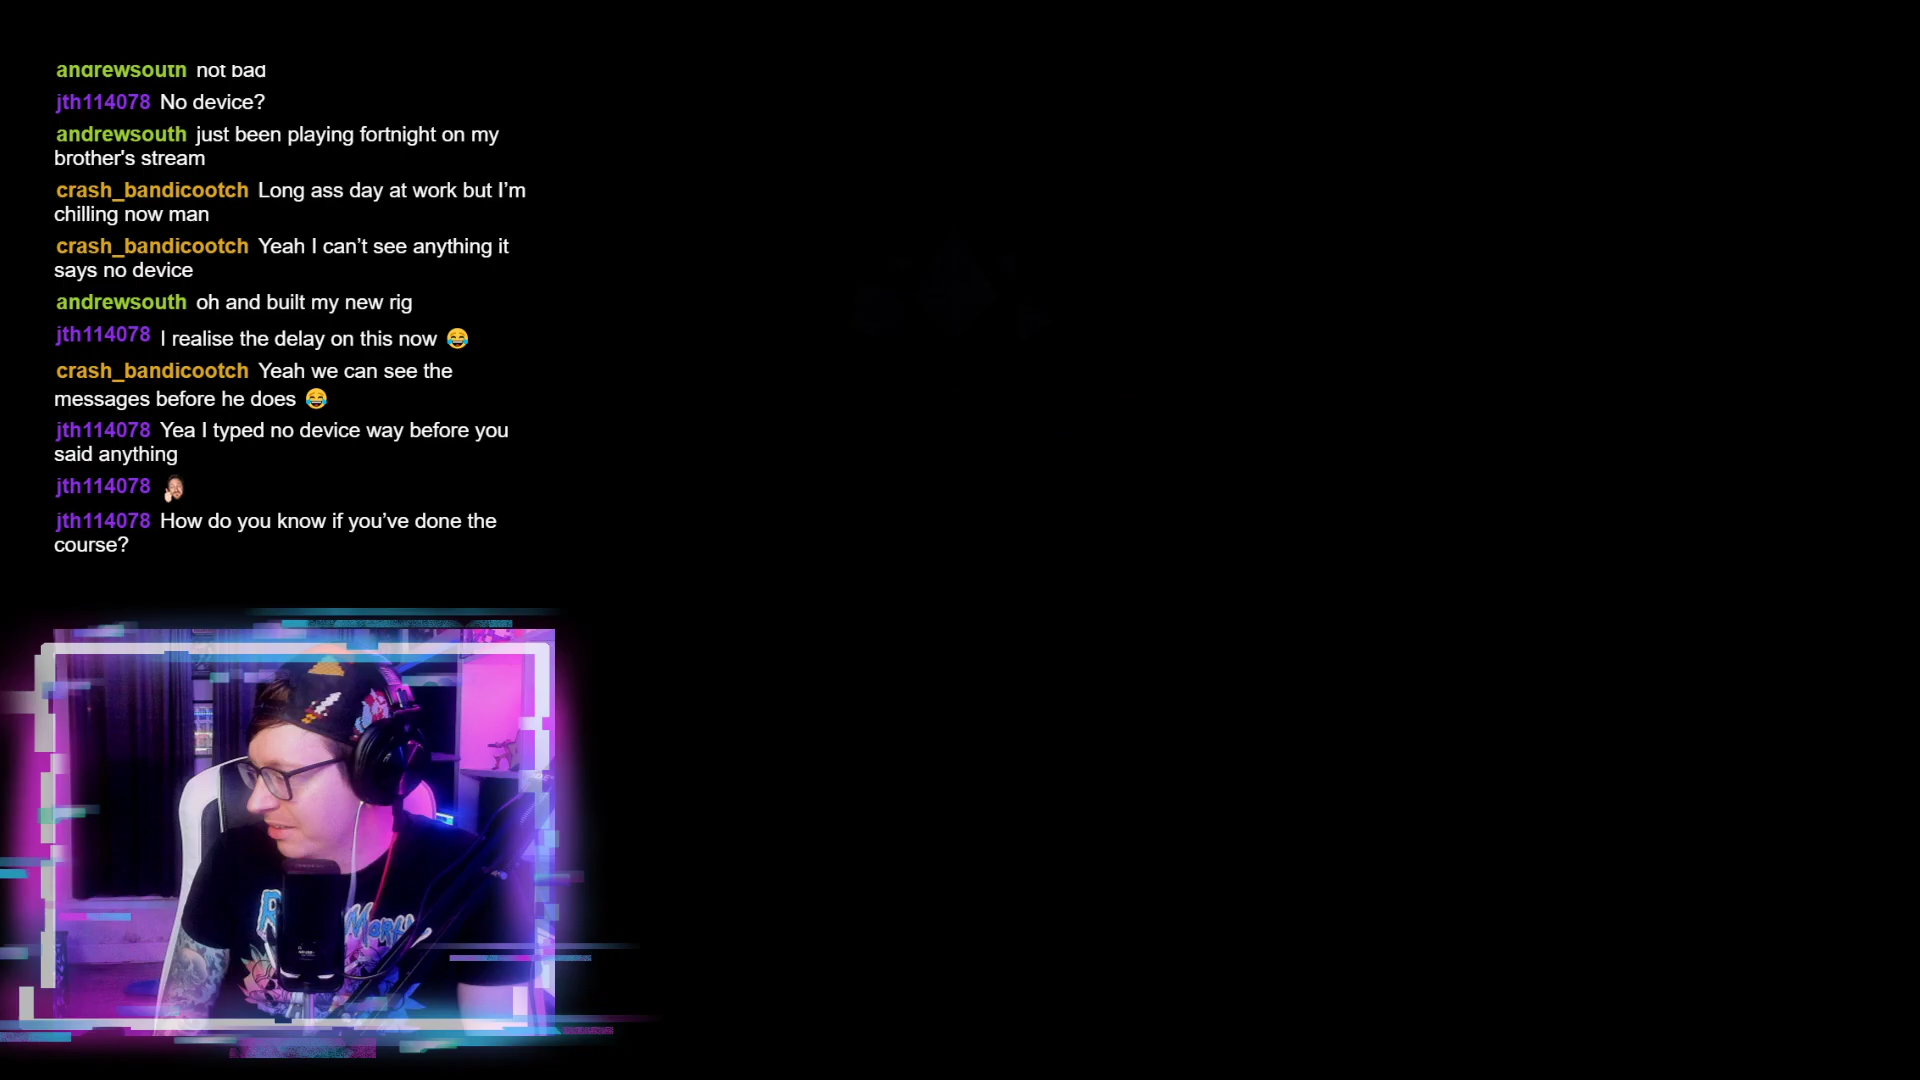 andrewsouth not bad
jth114078 No device?
andrewsouth just been playing fortnight on my
brother's stream
crash_bandicootch Long ass day at work but I’m
chilling now man
crash_bandicootch Yeah I can’t see anything it
says no device
andrewsouth oh and built my new rig
jth114078 I realise the delay on this now 😂
crash_bandicootch Yeah we can see the
messages before he does 😂
jth114078 Yea I typed no device way before you
said anything
jth114078
jth114078 How do you know if you’ve done the
course?